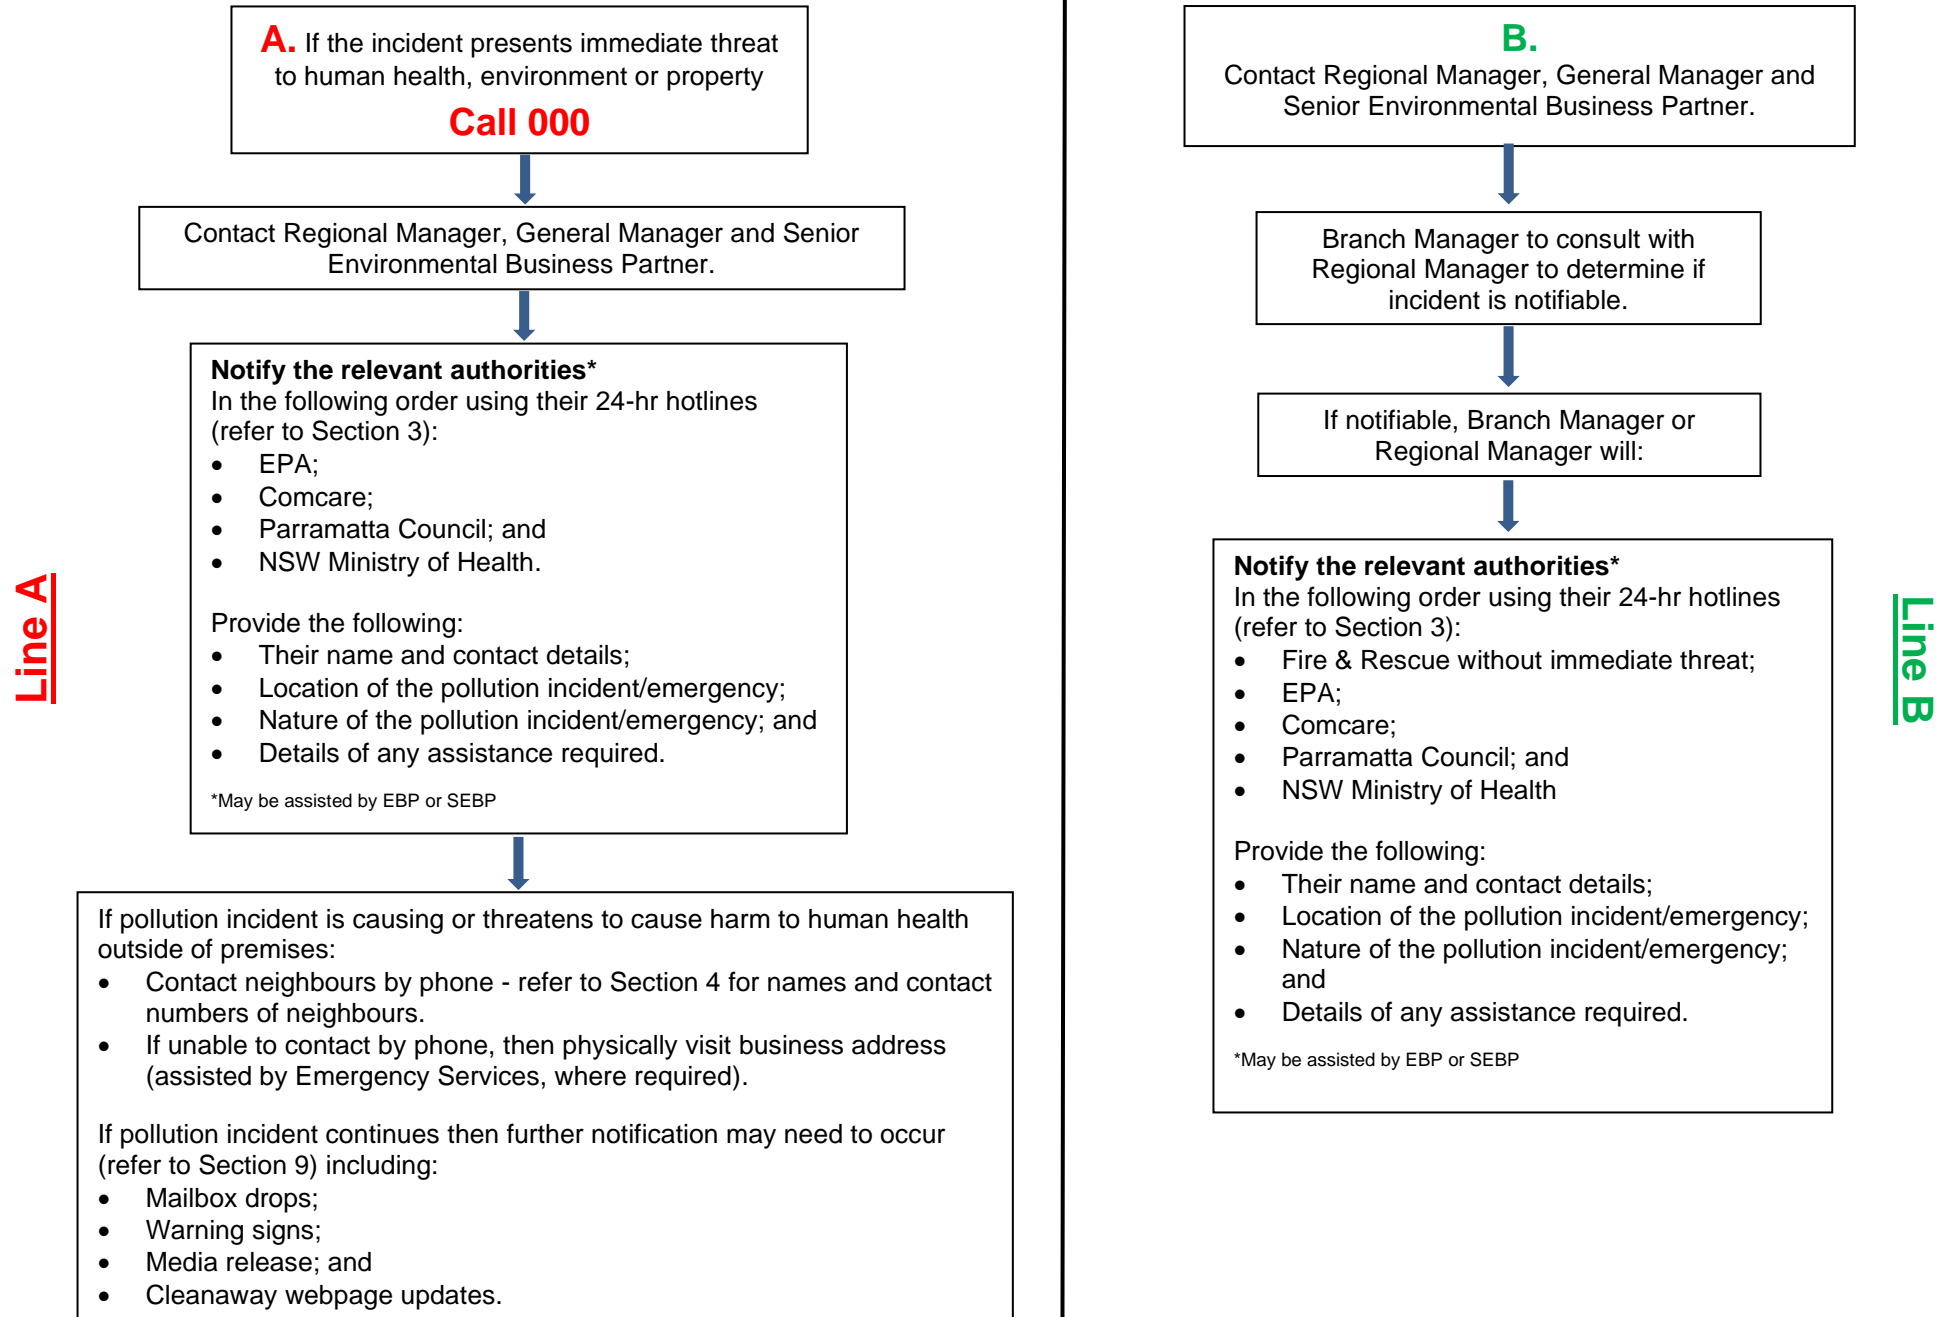 Line A
A. If the incident presents immediate threat
to human health, environment or property
Call 000
Contact Regional Manager, General Manager and Senior
Environmental Business Partner.
Notify the relevant authorities*
In the following order using their 24-hr hotlines
(refer to Section 3):
• EPA;
• Comcare;
• Parramatta Council; and
• NSW Ministry of Health.
Provide the following:
• Their name and contact details;
• Location of the pollution incident/emergency;
• Nature of the pollution incident/emergency; and
• Details of any assistance required.
*May be assisted by EBP or SEBP
If pollution incident is causing or threatens to cause harm to human health
outside of premises:
• Contact neighbours by phone - refer to Section 4 for names and contact
numbers of neighbours.
• If unable to contact by phone, then physically visit business address
(assisted by Emergency Services, where required).
If pollution incident continues then further notification may need to occur
(refer to Section 9) including:
• Mailbox drops;
• Warning signs;
• Media release; and
• Cleanaway webpage updates.
B.
Contact Regional Manager, General Manager and
Senior Environmental Business Partner.
Branch Manager to consult with
Regional Manager to determine if
incident is notifiable.
If notifiable, Branch Manager or
Regional Manager will:
Notify the relevant authorities*
In the following order using their 24-hr hotlines
(refer to Section 3):
• Fire & Rescue without immediate threat;
• EPA;
• Comcare;
• Parramatta Council; and
• NSW Ministry of Health
Provide the following:
• Their name and contact details;
• Location of the pollution incident/emergency;
• Nature of the pollution incident/emergency;
and
• Details of any assistance required.
*May be assisted by EBP or SEBP
Line B